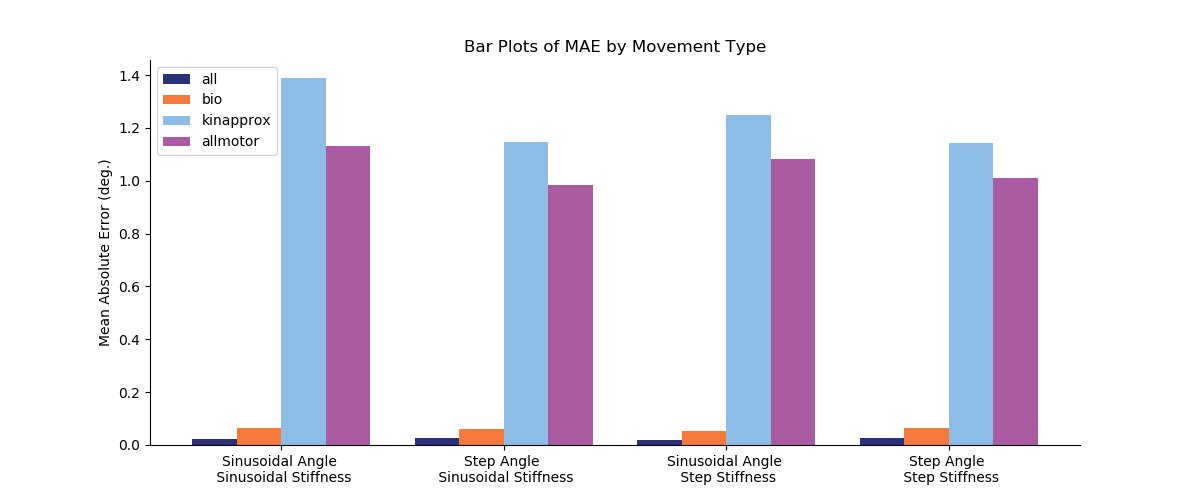 Bar Plots of MAE by Movement Type
all
bio
kinapprox
allmotor
Mean Absolute Error (deg.)
1.4
1.2
1.0
0.8
0.6
0.4
0.2
0.0
Sinusoidal Angle
Sinusoidal Stiffness
Step Angle
Sinusoidal Stiffness
Sinusoidal Angle
Step Stiffness
Step Angle
Step Stiffness